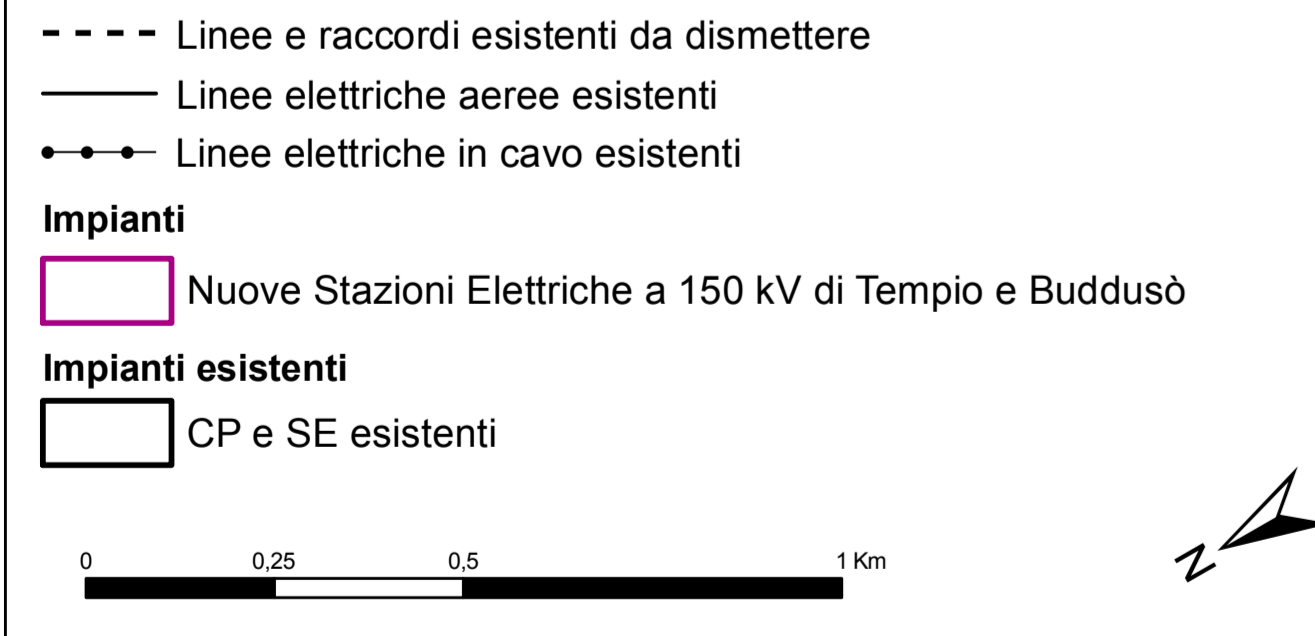 Linee e raccordi esistenti da dismettere
Linee elettriche aeree esistenti
Linee elettriche in cavo esistenti
Impianti
Nuove Stazioni Elettriche a 150 kV di Tempio e Buddusò
Impianti esistenti
CP e SE esistenti
0 0,25 0,5 1 Km
N